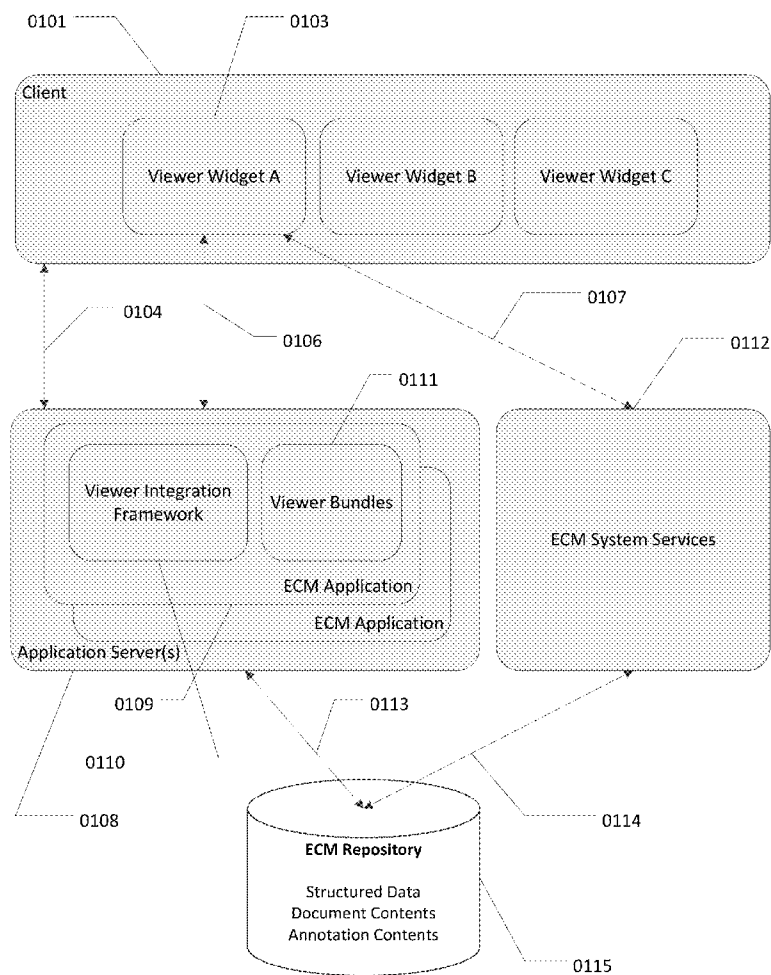 0101
0103
Client
Viewer Widget A
Viewer Widget B
Viewer Widget C
0104
0106
0107
0112
0111
Viewer Integration
Framework
Viewer Bundles
ECM System Services
ECM Application
ECM Application
Application Server(s)
0109
0113
0110
0108
0114
ECM Repository
Structured Data
Document Contents
Annotation Contents
0115